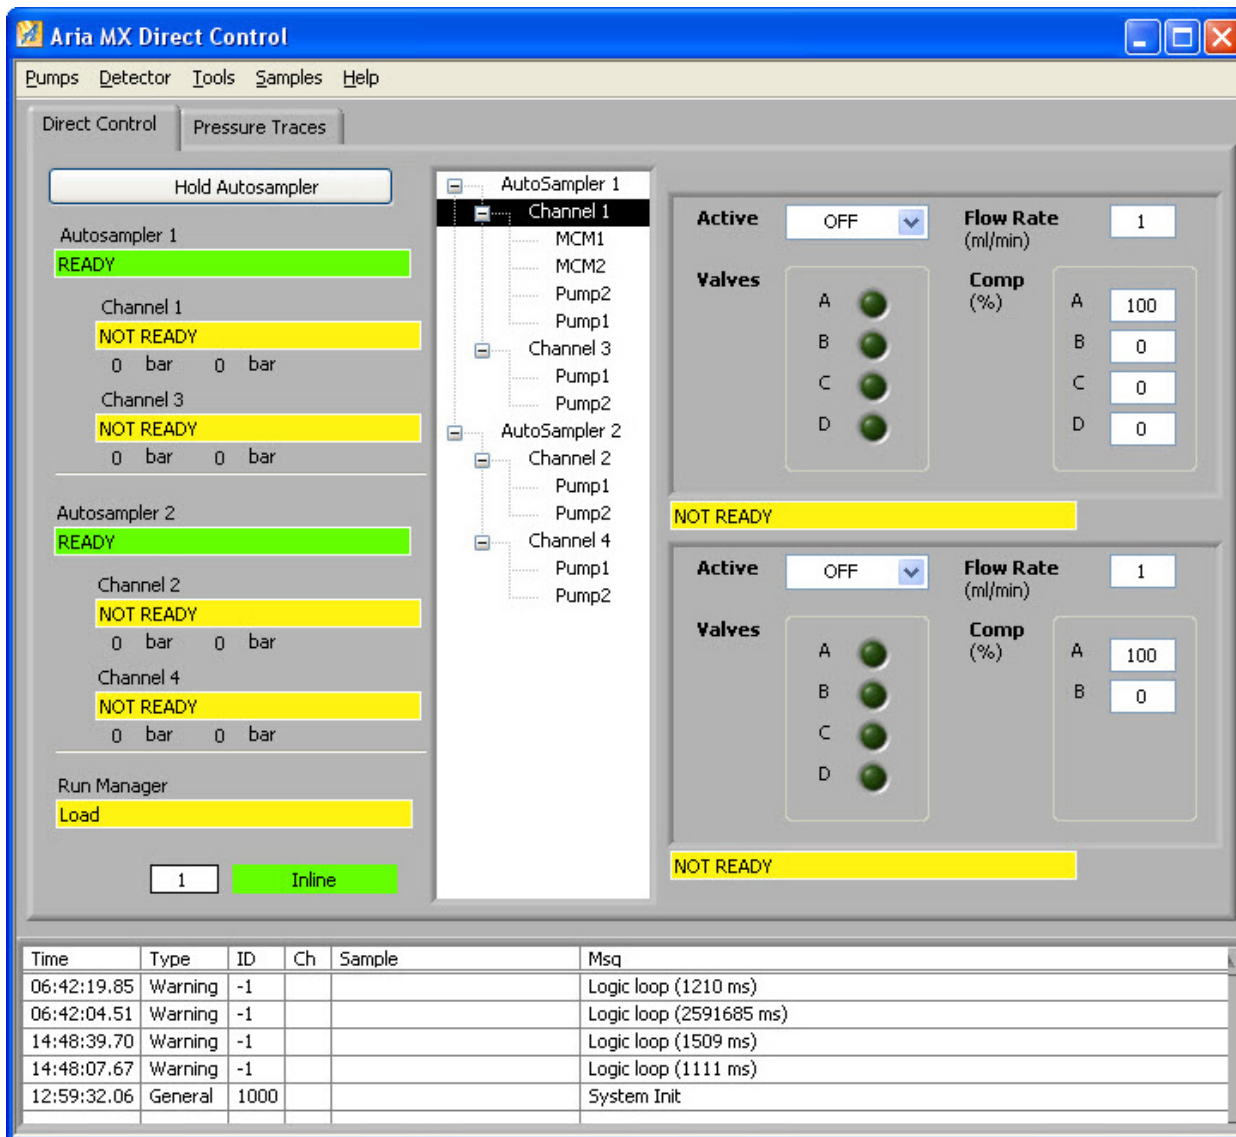 Aria MX Direct Control
Pumps Detector Tools Samples Help
Direct Control Pressure Traces
Hold Autosampler
Autosampler 1
READY
Channel 1
NOT READY
0 bar 0 bar
Channel 3
NOT READY
0 bar 0 bar
Autosampler 2
READY
Channel 2
NOT READY
0 bar 0 bar
Channel 4
NOT READY
0 bar 0 bar
Run Manager
Load
1 Inline
AutoSampler 1
Channel 1
MCM1
MCM2
Pump2
Pump1
Channel 3
Pump1
Pump2
AutoSampler 2
Channel 2
Pump1
Pump2
Channel 4
Pump1
Pump2
Active OFF Flow Rate 1
(ml/min)
Valves Comp
(%)
A A 100
B B 0
C C 0
D D 0
NOT READY
Active OFF Flow Rate 1
(ml/min)
Valves Comp
(%)
A A 100
B B 0
C
D
NOT READY
Time Type ID Ch Sample Msg
06:42:19.85 Warning -1 Logic loop (1210 ms)
06:42:04.51 Warning -1 Logic loop (2591685 ms)
14:48:39.70 Warning -1 Logic loop (1509 ms)
14:48:07.67 Warning -1 Logic loop (1111 ms)
12:59:32.06 General 1000 System Init